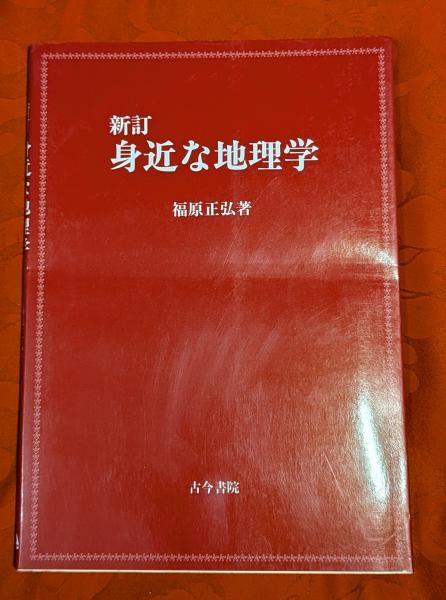 新訂
身近な地理学
福原正弘著
古今書院